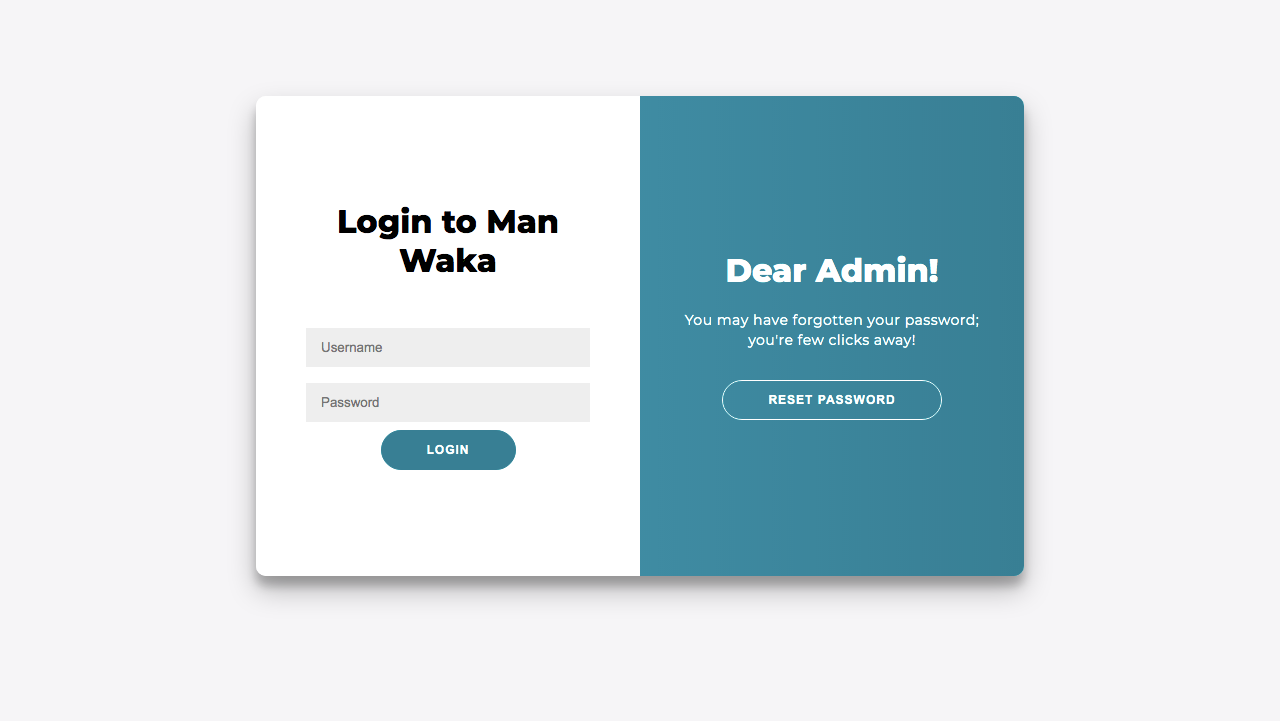 Login to Man
Waka
Username
Password
LOGIN
Dear Admin!
You may have forgotten your password;
you're few clicks away!
RESET PASSWORD